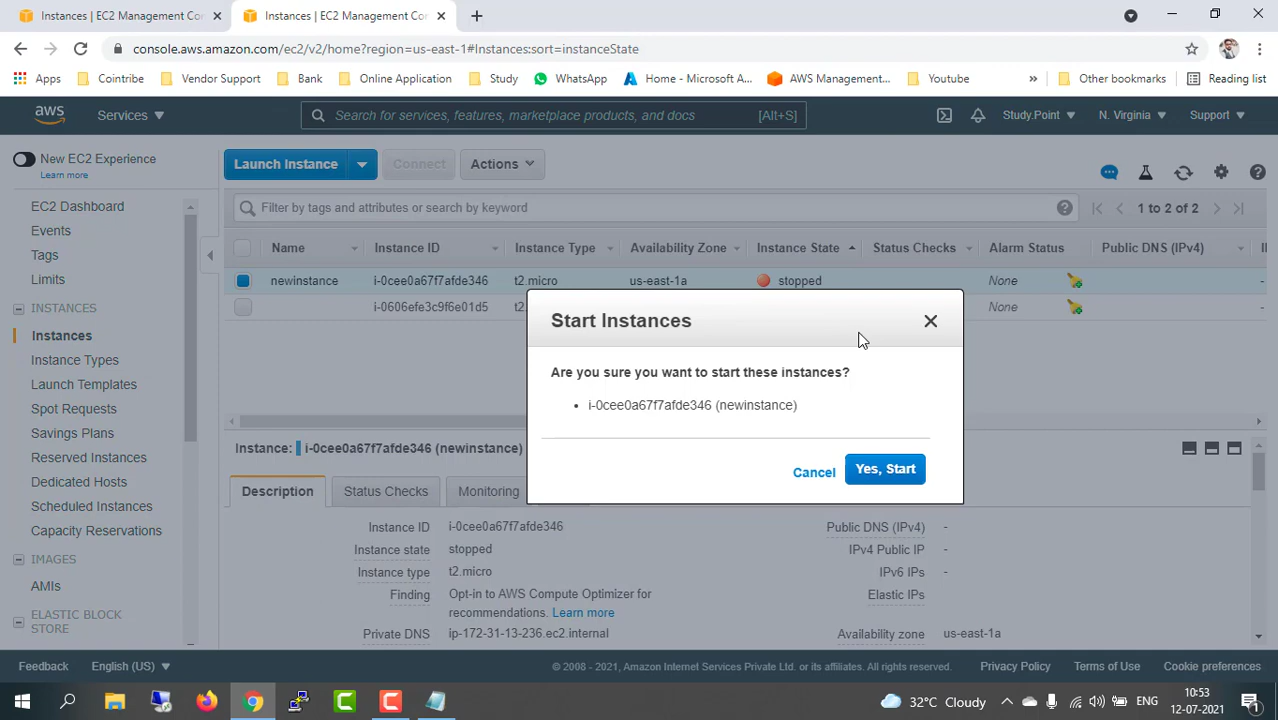 Instances | EC2 Management Con
Instances | EC2 Management Con
console.aws.amazon.com/ec2/v2/home?region=us-east-1#Instances:sort=instanceState
Apps
Cointribe
Vendor Support
Bank
Online Application
Study
WhatsApp
Home - Microsoft A...
AWS Management...
Youtube
»
Other bookmarks
Reading list
aws
Services
Search for services, features, marketplace products, and docs
[Alt+S]
Study.Point
N. Virginia
Support
New EC2 Experience
Learn more
EC2 Dashboard
Events
Tags
Limits
INSTANCES
Instances
Instance Types
Launch Templates
Spot Requests
Savings Plans
Reserved Instances
Dedicated Hosts
Scheduled Instances
Capacity Reservations
IMAGES
AMIs
ELASTIC BLOCK
STORE
Launch Instance
Connect
Actions
Filter by tags and attributes or search by keyword
1 to 2 of 2
Name Instance ID Instance Type Availability Zone Instance State Status Checks Alarm Status Public DNS (IPv4)
newinstance i-0cee0a67f7afde346 t2.micro us-east-1a stopped None -
i-0606efe3c9f6e01d5 None -
Start Instances
Are you sure you want to start these instances?
• i-0cee0a67f7afde346 (newinstance)
Cancel
Yes, Start
Instance: i-0cee0a67f7afde346 (newinstance)
Description
Status Checks
Monitoring
Instance ID i-0cee0a67f7afde346
Instance state stopped
Instance type t2.micro
Finding Opt-in to AWS Compute Optimizer for
recommendations. Learn more
Private DNS ip-172-31-13-236.ec2.internal
Public DNS (IPv4) -
IPv4 Public IP -
IPv6 IPs -
Elastic IPs
Availability zone us-east-1a
Feedback
English (US)
© 2008 - 2021, Amazon Internet Services Private Ltd. or its affiliates. All rights reserved.
Privacy Policy
Terms of Use
Cookie preferences
32°C Cloudy
ENG
10:53
12-07-2021
1